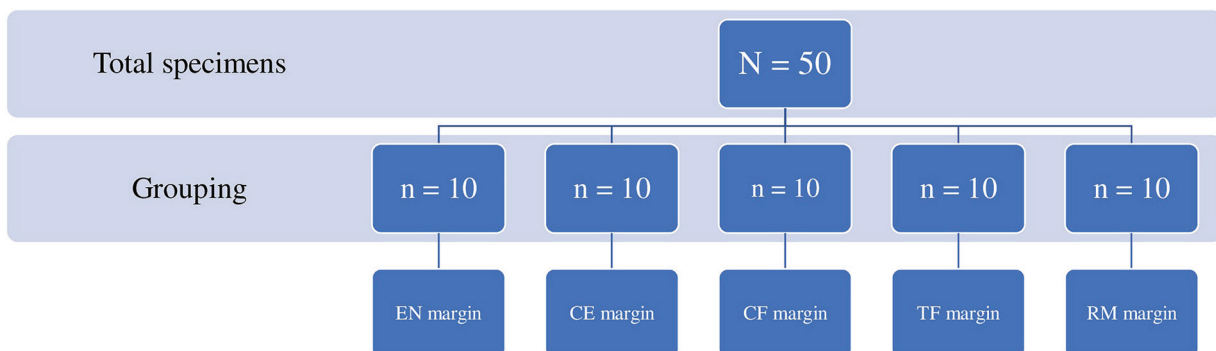 Total specimens
N = 50
Grouping
n = 10
n = 10
n = 10
n = 10
n = 10
EN margin
CE margin
CF margin
TF margin
RM margin